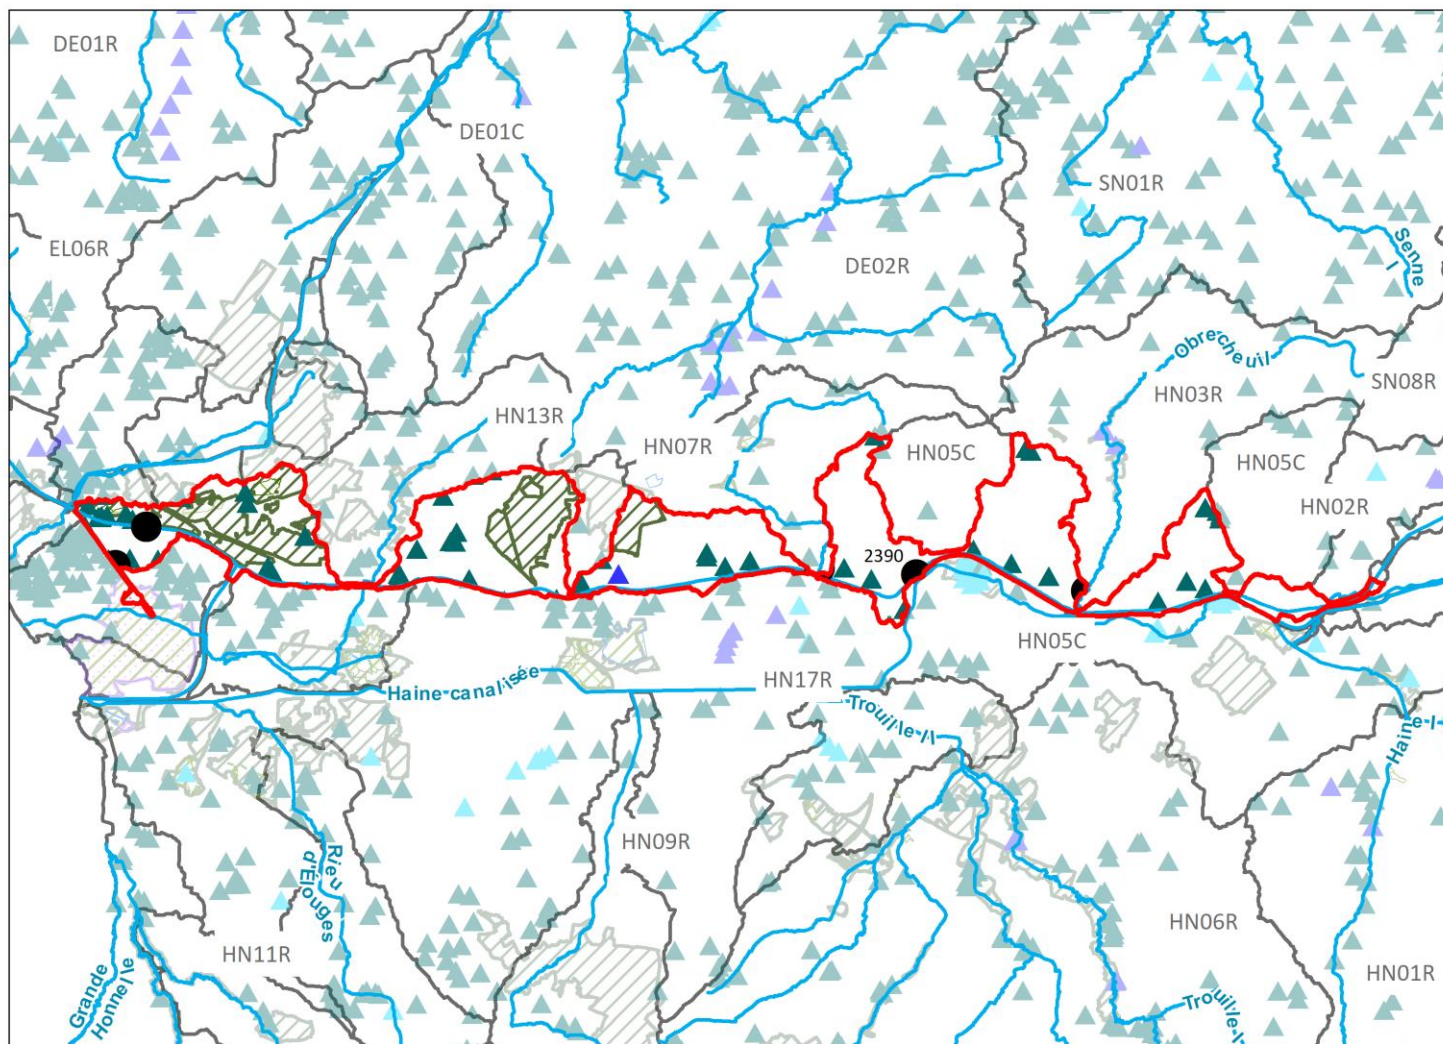 DE01R
DE01C
SN01R
EL06R
DE02R
Senne
I
Obrecheuil
SN08R
HN03R
HN13R
HN07R
HN05C
HN05C
HN02R
2390
HN05C
Haine canalisée
HN17R
Trouille II
Haine I
HN09R
Rieu
d'Elouges
HN06R
HN11R
HN01R
Grande
Honnelle
Trouille I